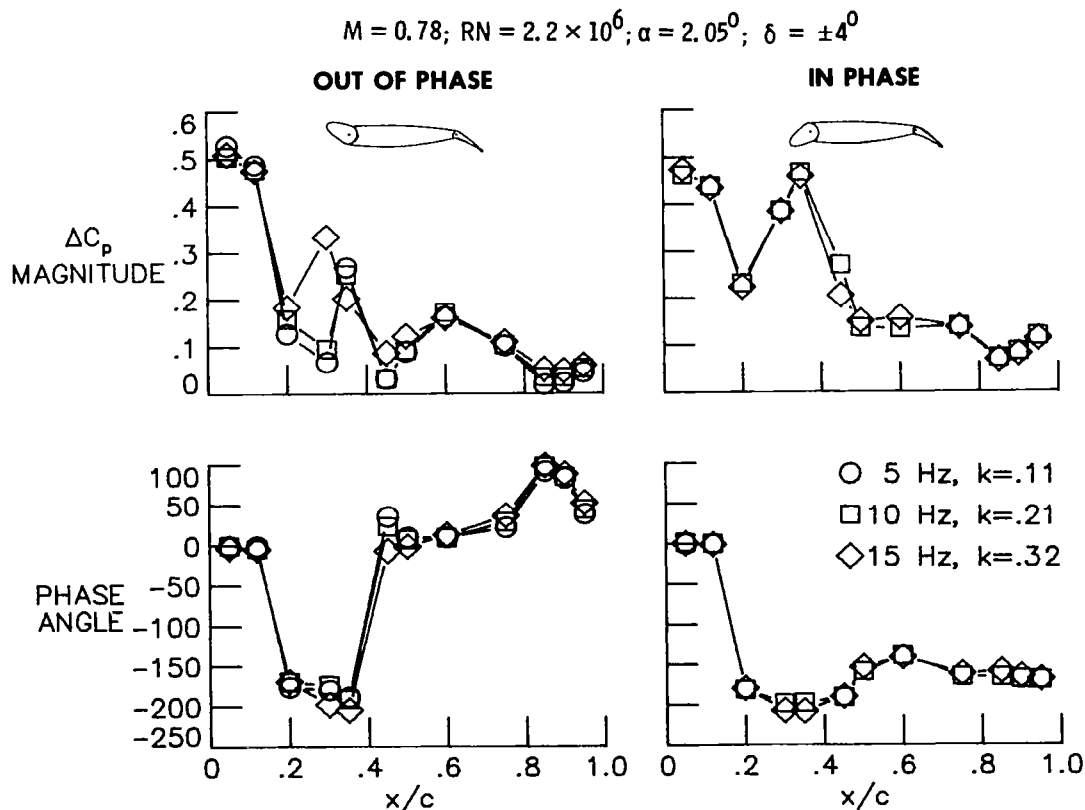 M = 0.78; RN = 2.2 × 10⁶; α = 2.05⁰; δ = ±4⁰
OUT OF PHASE
IN PHASE
.6
.5
.4
.3
.2
.1
0
ΔCp
MAGNITUDE
100
50
0
-50
-100
-150
-200
-250
PHASE
ANGLE
5 Hz, k=.11
10 Hz, k=.21
15 Hz, k=.32
0 .2 .4 .6 .8 1.0
x/c
0 .2 .4 .6 .8 1.0
x/c